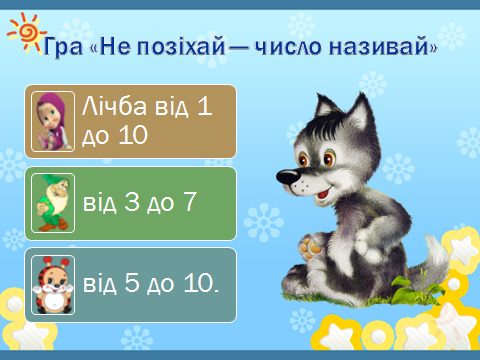 Гра «Не позіхай — число називай»
Лічба від 1
до 10
від 3 до 7
від 5 до 10.